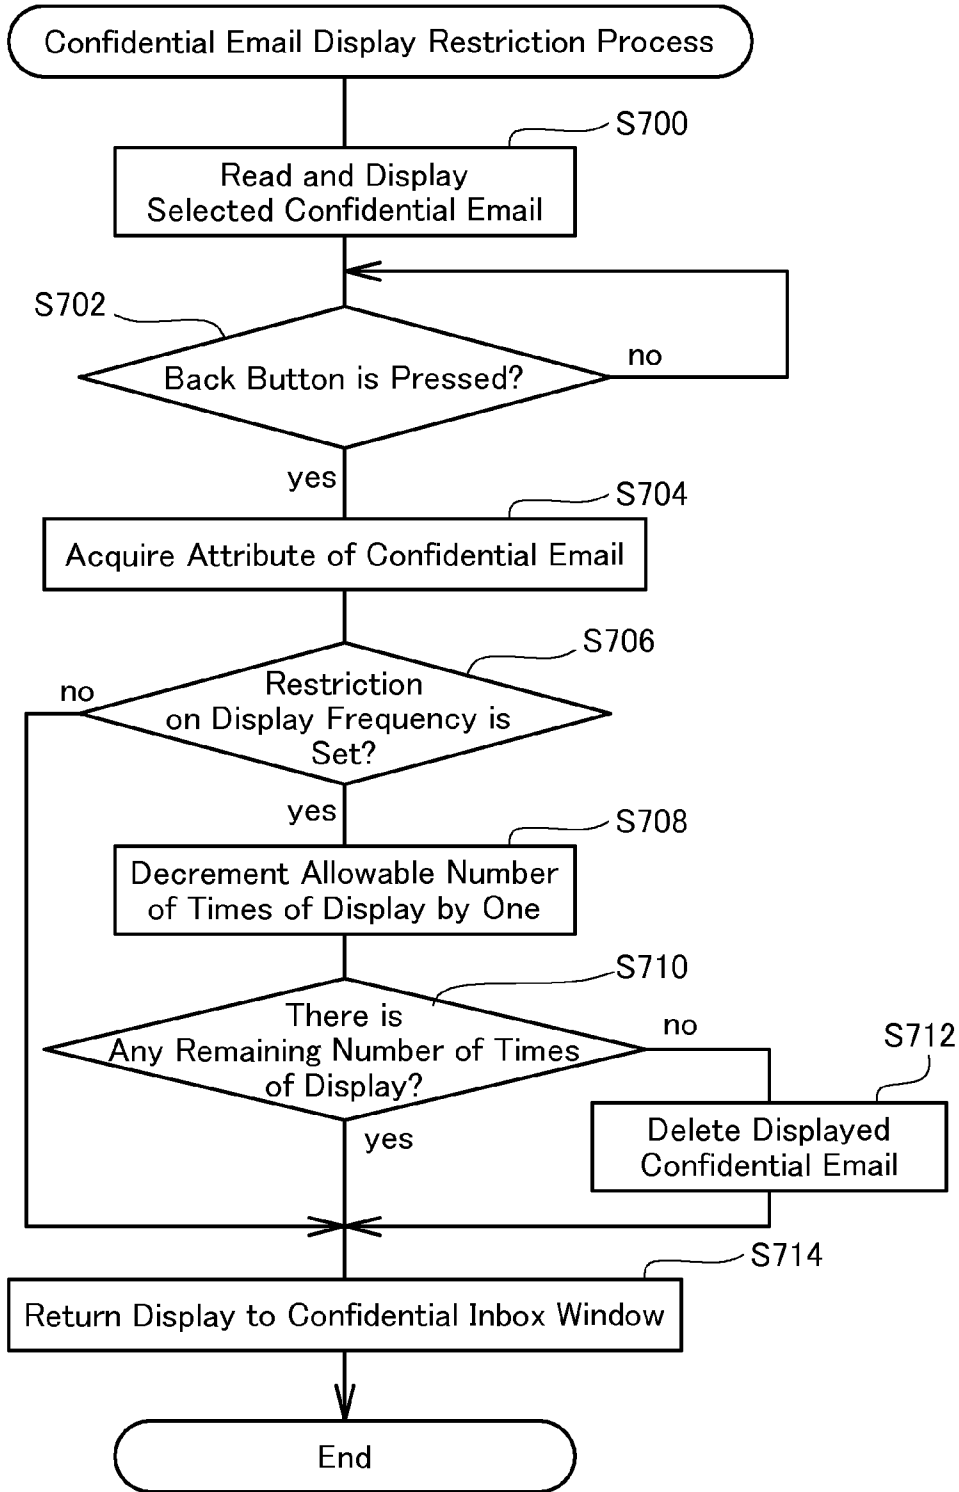 Confidential Email Display Restriction Process
S700
Read and Display
Selected Confidential Email
S702
Back Button is Pressed?
no
yes
S704
Acquire Attribute of Confidential Email
S706
no
Restriction
on Display Frequency is
Set?
yes
S708
Decrement Allowable Number
of Times of Display by One
S710
There is
Any Remaining Number of Times
of Display?
no
yes
S712
Delete Displayed
Confidential Email
S714
Return Display to Confidential Inbox Window
End